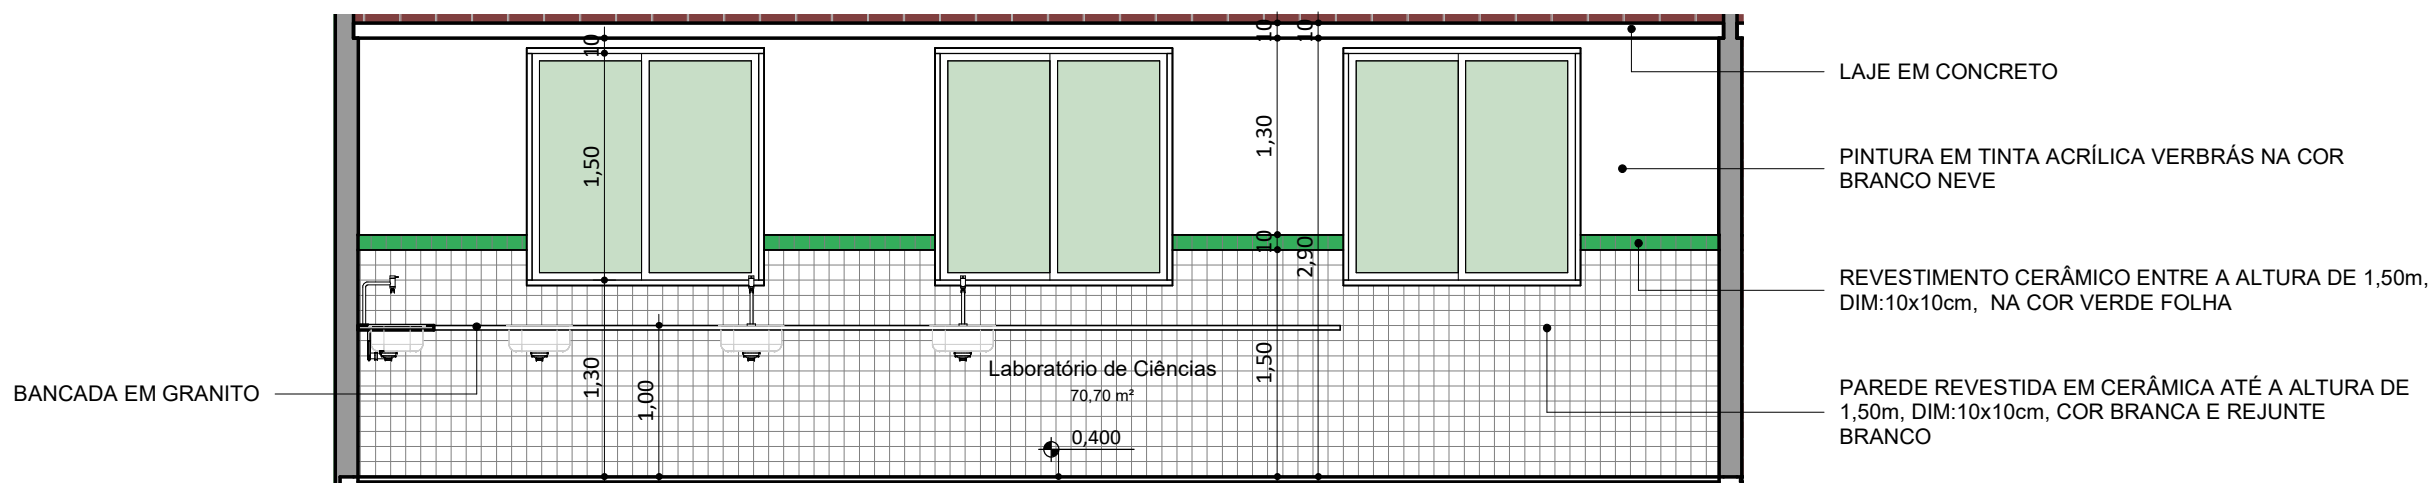 10
10
10
LAJE EM CONCRETO
1,50
1,30
PINTURA EM TINTA ACRÍLICA VERBRÁS NA COR
BRANCO NEVE
10
2,90
REVESTIMENTO CERÂMICO ENTRE A ALTURA DE 1,50m,
DIM:10x10cm, NA COR VERDE FOLHA
BANCADA EM GRANITO
1,30
1,00
Laboratório de Ciências
70,70 m²
1,50
0,400
PAREDE REVESTIDA EM CERÂMICA ATÉ A ALTURA DE
1,50m, DIM:10x10cm, COR BRANCA E REJUNTE
BRANCO